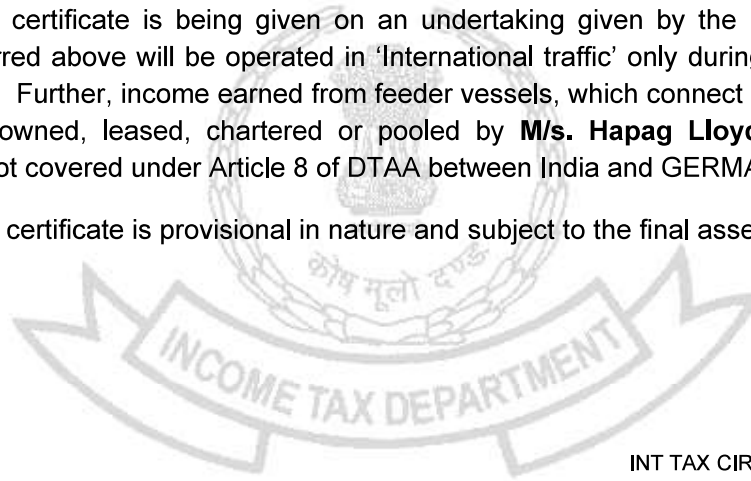 certificate is being given on an undertaking given by the
rred above will be operated in ‘International traffic’ only during
Further, income earned from feeder vessels, which connect
owned, leased, chartered or pooled by M/s. Hapag Lloyd
ot covered under Article 8 of DTAA between India and GERMA
certificate is provisional in nature and subject to the final asse
कोष मूलो दण्डः
INCOME TAX DEPARTMENT
INT TAX CIR